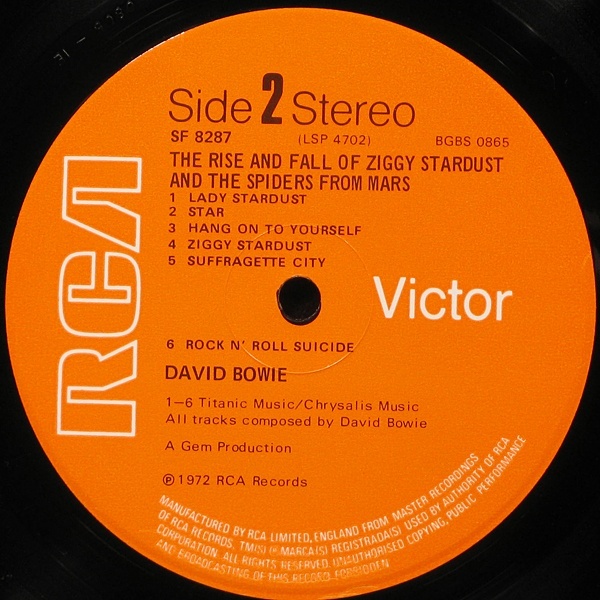 Side 2 Stereo
SF 8287 (LSP 4702) BGBS 0865
THE RISE AND FALL OF ZIGGY STARDUST
AND THE SPIDERS FROM MARS
1 LADY STARDUST
2 STAR
3 HANG ON TO YOURSELF
4 ZIGGY STARDUST
5 SUFFRAGETTE CITY
RCA
Victor
6 ROCK N' ROLL SUICIDE
DAVID BOWIE
1–6 Titanic Music/Chrysalis Music
All tracks composed by David Bowie
A Gem Production
℗ 1972 RCA Records
MANUFACTURED BY RCA LIMITED, ENGLAND FROM MASTER RECORDINGS
OF RCA RECORDS. TM(S) ® MARCA(S) REGISTRADA(S) USED BY AUTHORITY OF RCA
CORPORATION. ALL RIGHTS RESERVED. UNAUTHORISED COPYING, PUBLIC PERFORMANCE
AND BROADCASTING OF THIS RECORD FORBIDDEN